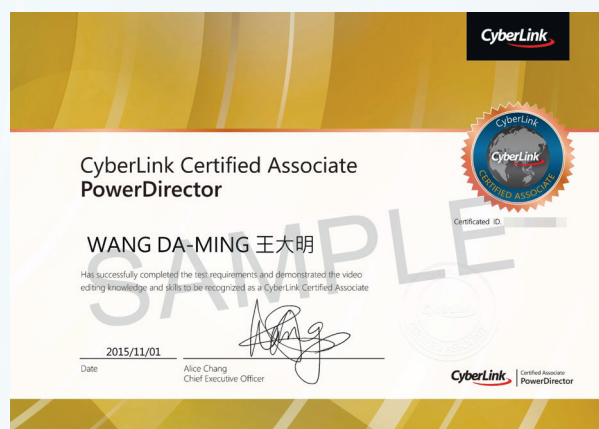 CyberLink
CyberLink
CyberLink
CERTIFIED ASSOCIATE
CyberLink Certified Associate
PowerDirector
Certificated ID.
WANG DA-MING 王大明
SAMPLE
Has successfully completed the test requirements and demonstrated the video
editing knowledge and skills to be recognized as a CyberLink Certified Associate
2015/11/01
Date
Alice Chang
Chief Executive Officer
CyberLink
Certified Associate
PowerDirector